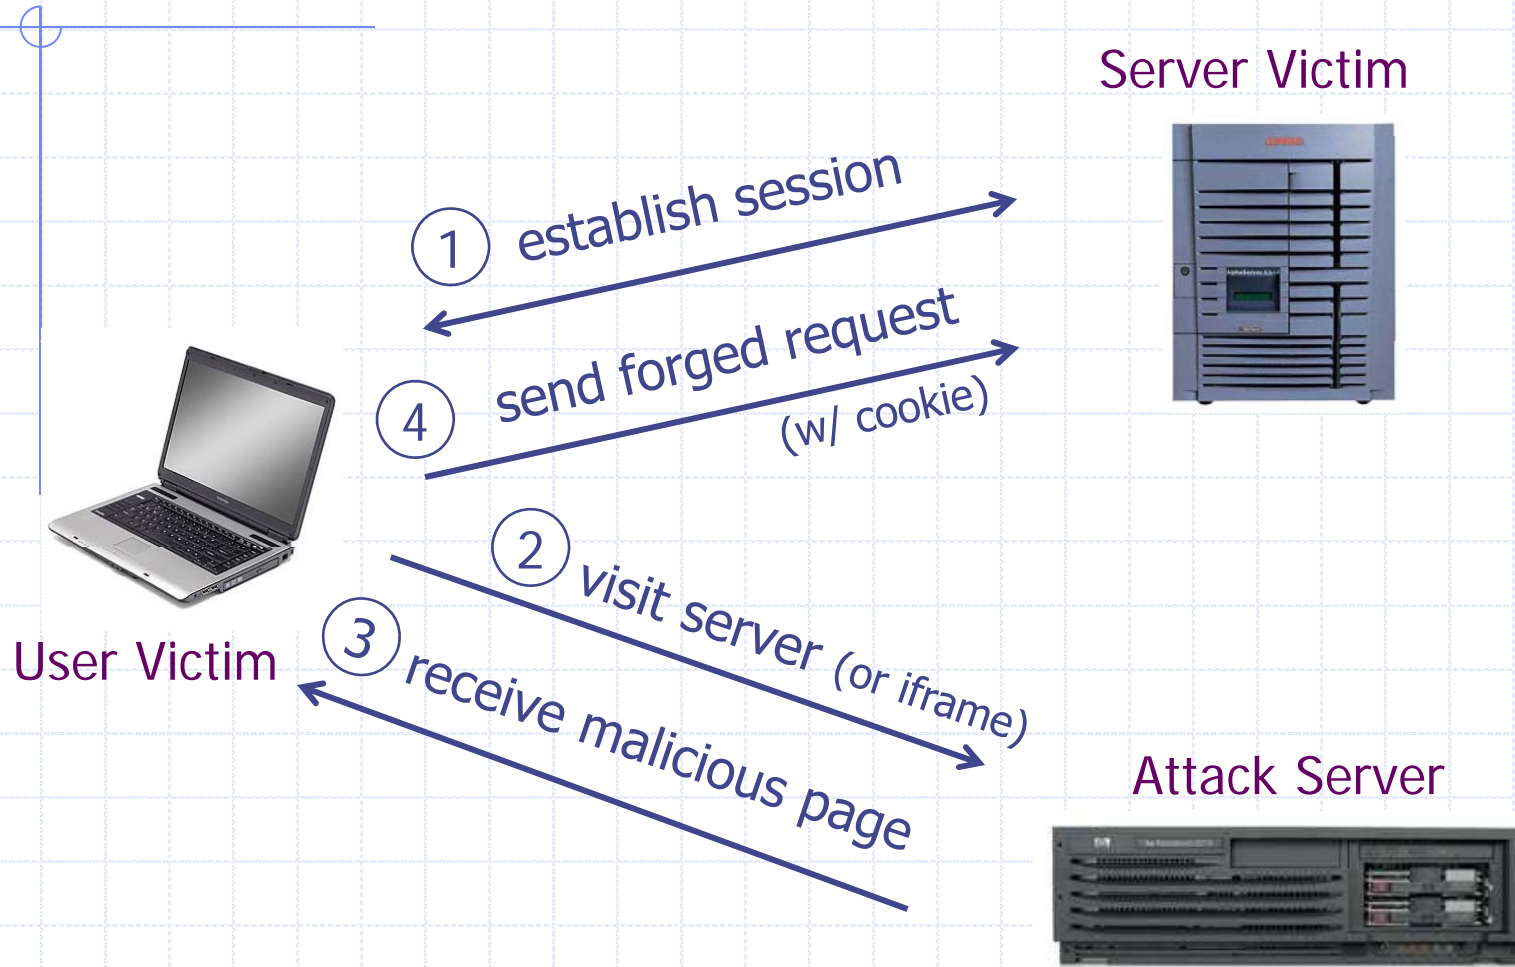 Server Victim
1 establish session
4 send forged request
(w/ cookie)
2 visit server (or iframe)
User Victim
3 receive malicious page
Attack Server